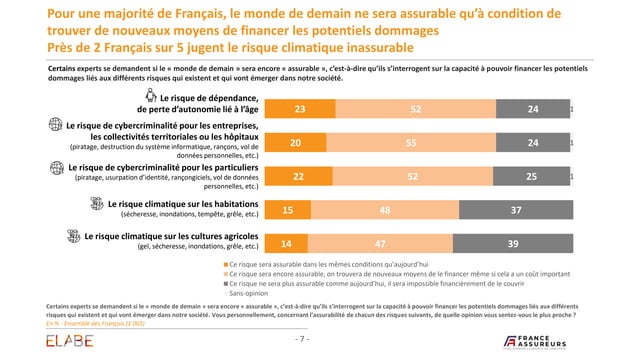 Pour une majorité de Français, le monde de demain ne sera assurable qu’à condition de
trouver de nouveaux moyens de financer les potentiels dommages
Près de 2 Français sur 5 jugent le risque climatique inassurable
Certains experts se demandent si le « monde de demain » sera encore « assurable », c’est-à-dire qu’ils s’interrogent sur la capacité à pouvoir financer les potentiels
dommages liés aux différents risques qui existent et qui vont émerger dans notre société.
Le risque de dépendance,
de perte d’autonomie lié à l’âge
23 52 24 1
Le risque de cybercriminalité pour les entreprises,
les collectivités territoriales ou les hôpitaux
(piratage, destruction du système informatique, rançons, vol de
données personnelles, etc.)
20 55 24 1
Le risque de cybercriminalité pour les particuliers
(piratage, usurpation d’identité, rançongiciels, vol de données
personnelles, etc.)
22 52 25 1
Le risque climatique sur les habitations
(sécheresse, inondations, tempête, grêle, etc.)
15 48 37
Le risque climatique sur les cultures agricoles
(gel, sécheresse, inondations, grêle, etc.)
14 47 39
Ce risque sera assurable dans les mêmes conditions qu’aujourd’hui
Ce risque sera encore assurable, on trouvera de nouveaux moyens de le financer même si cela a un coût important
Ce risque ne sera plus assurable comme aujourd’hui, il sera impossible financièrement de le couvrir
Sans-opinion
Certains experts se demandent si le « monde de demain » sera encore « assurable », c’est-à-dire qu’ils s’interrogent sur la capacité à pouvoir financer les potentiels dommages liés aux différents
risques qui existent et qui vont émerger dans notre société. Vous personnellement, concernant l’assurabilité de chacun des risques suivants, de quelle opinion vous sentez-vous le plus proche ?
En % - Ensemble des Français (1 001)
ELABE
- 7 -
FRANCE
ASSUREURS